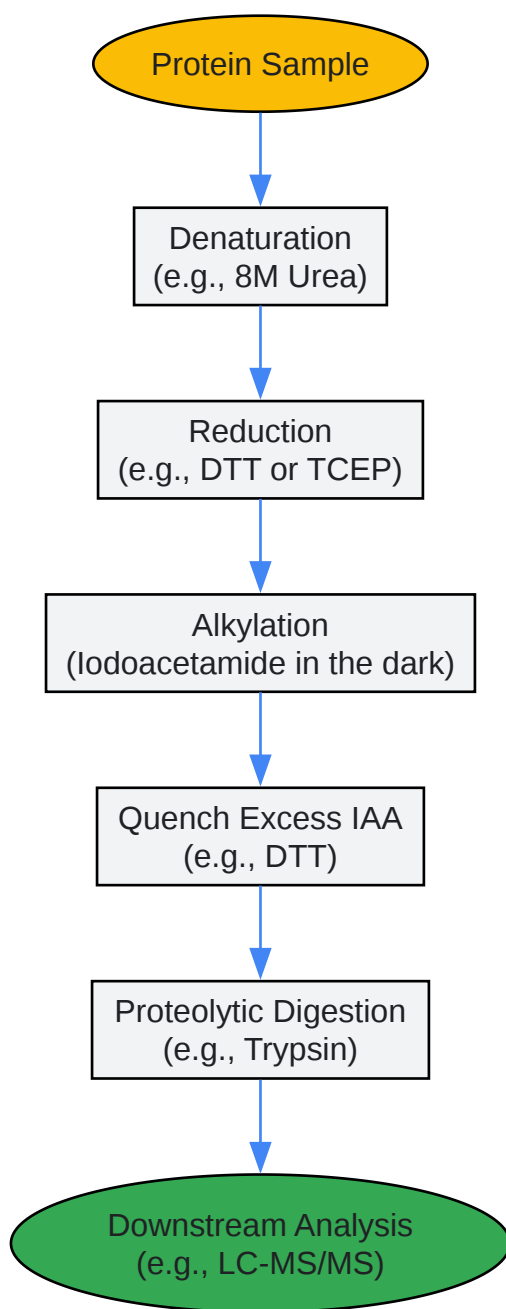 Protein Sample
Denaturation
(e.g., 8M Urea)
Reduction
(e.g., DTT or TCEP)
Alkylation
(Iodoacetamide in the dark)
Quench Excess IAA
(e.g., DTT)
Proteolytic Digestion
(e.g., Trypsin)
Downstream Analysis
(e.g., LC-MS/MS)